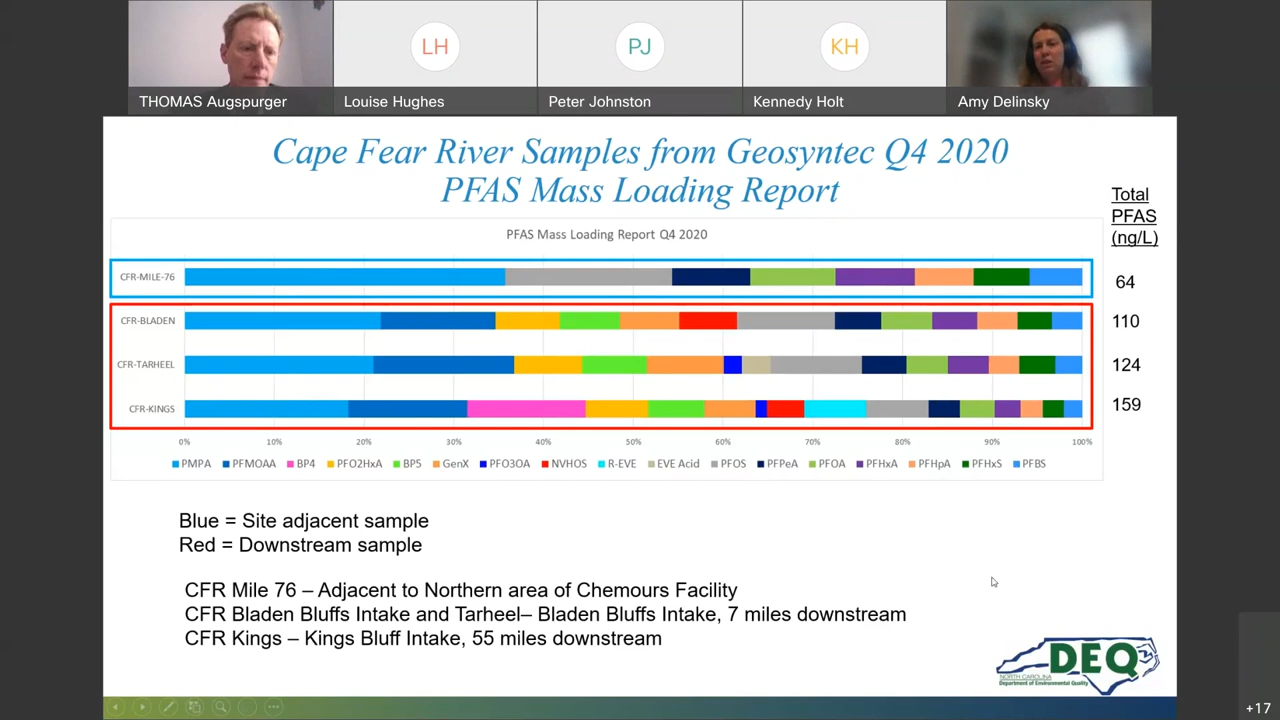 LH
PJ
KH
THOMAS Augspurger
Louise Hughes
Peter Johnston
Kennedy Holt
Amy Delinsky
Cape Fear River Samples from Geosyntec Q4 2020
PFAS Mass Loading Report
Total
PFAS
(ng/L)
PFAS Mass Loading Report Q4 2020
CFR-MILE-76
64
CFR-BLADEN
110
CFR-TARHEEL
124
CFR-KINGS
159
0% 10% 20% 30% 40% 50% 60% 70% 80% 90% 100%
PMPA PFMOAA BP4 PFO2HxA BP5 GenX PFO3OA NVHOS R-EVE EVE Acid PFOS PFPeA PFOA PFHxA PFHpA PFHxS PFBS
Blue = Site adjacent sample
Red = Downstream sample
CFR Mile 76 – Adjacent to Northern area of Chemours Facility
CFR Bladen Bluffs Intake and Tarheel– Bladen Bluffs Intake, 7 miles downstream
CFR Kings – Kings Bluff Intake, 55 miles downstream
DEQ
NORTH CAROLINA
Department of Environmental Quality
+17